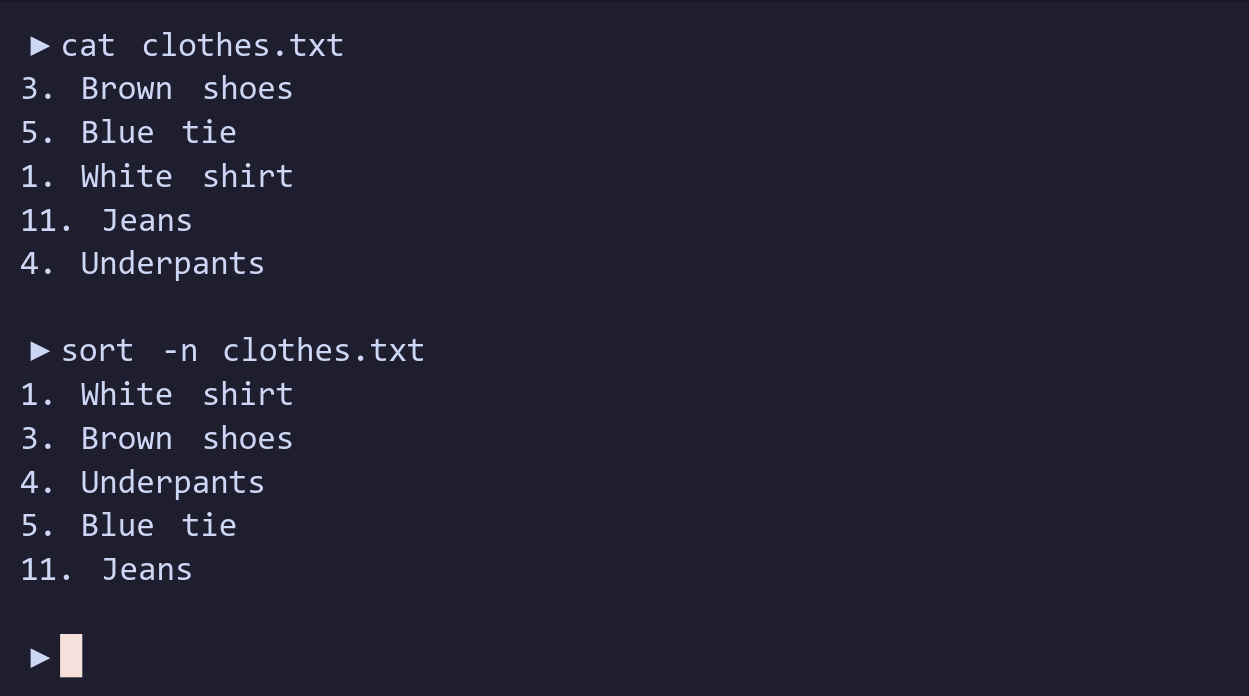 ►cat clothes.txt
3. Brown shoes
5. Blue tie
1. White shirt
11. Jeans
4. Underpants
►sort -n clothes.txt
1. White shirt
3. Brown shoes
4. Underpants
5. Blue tie
11. Jeans
►